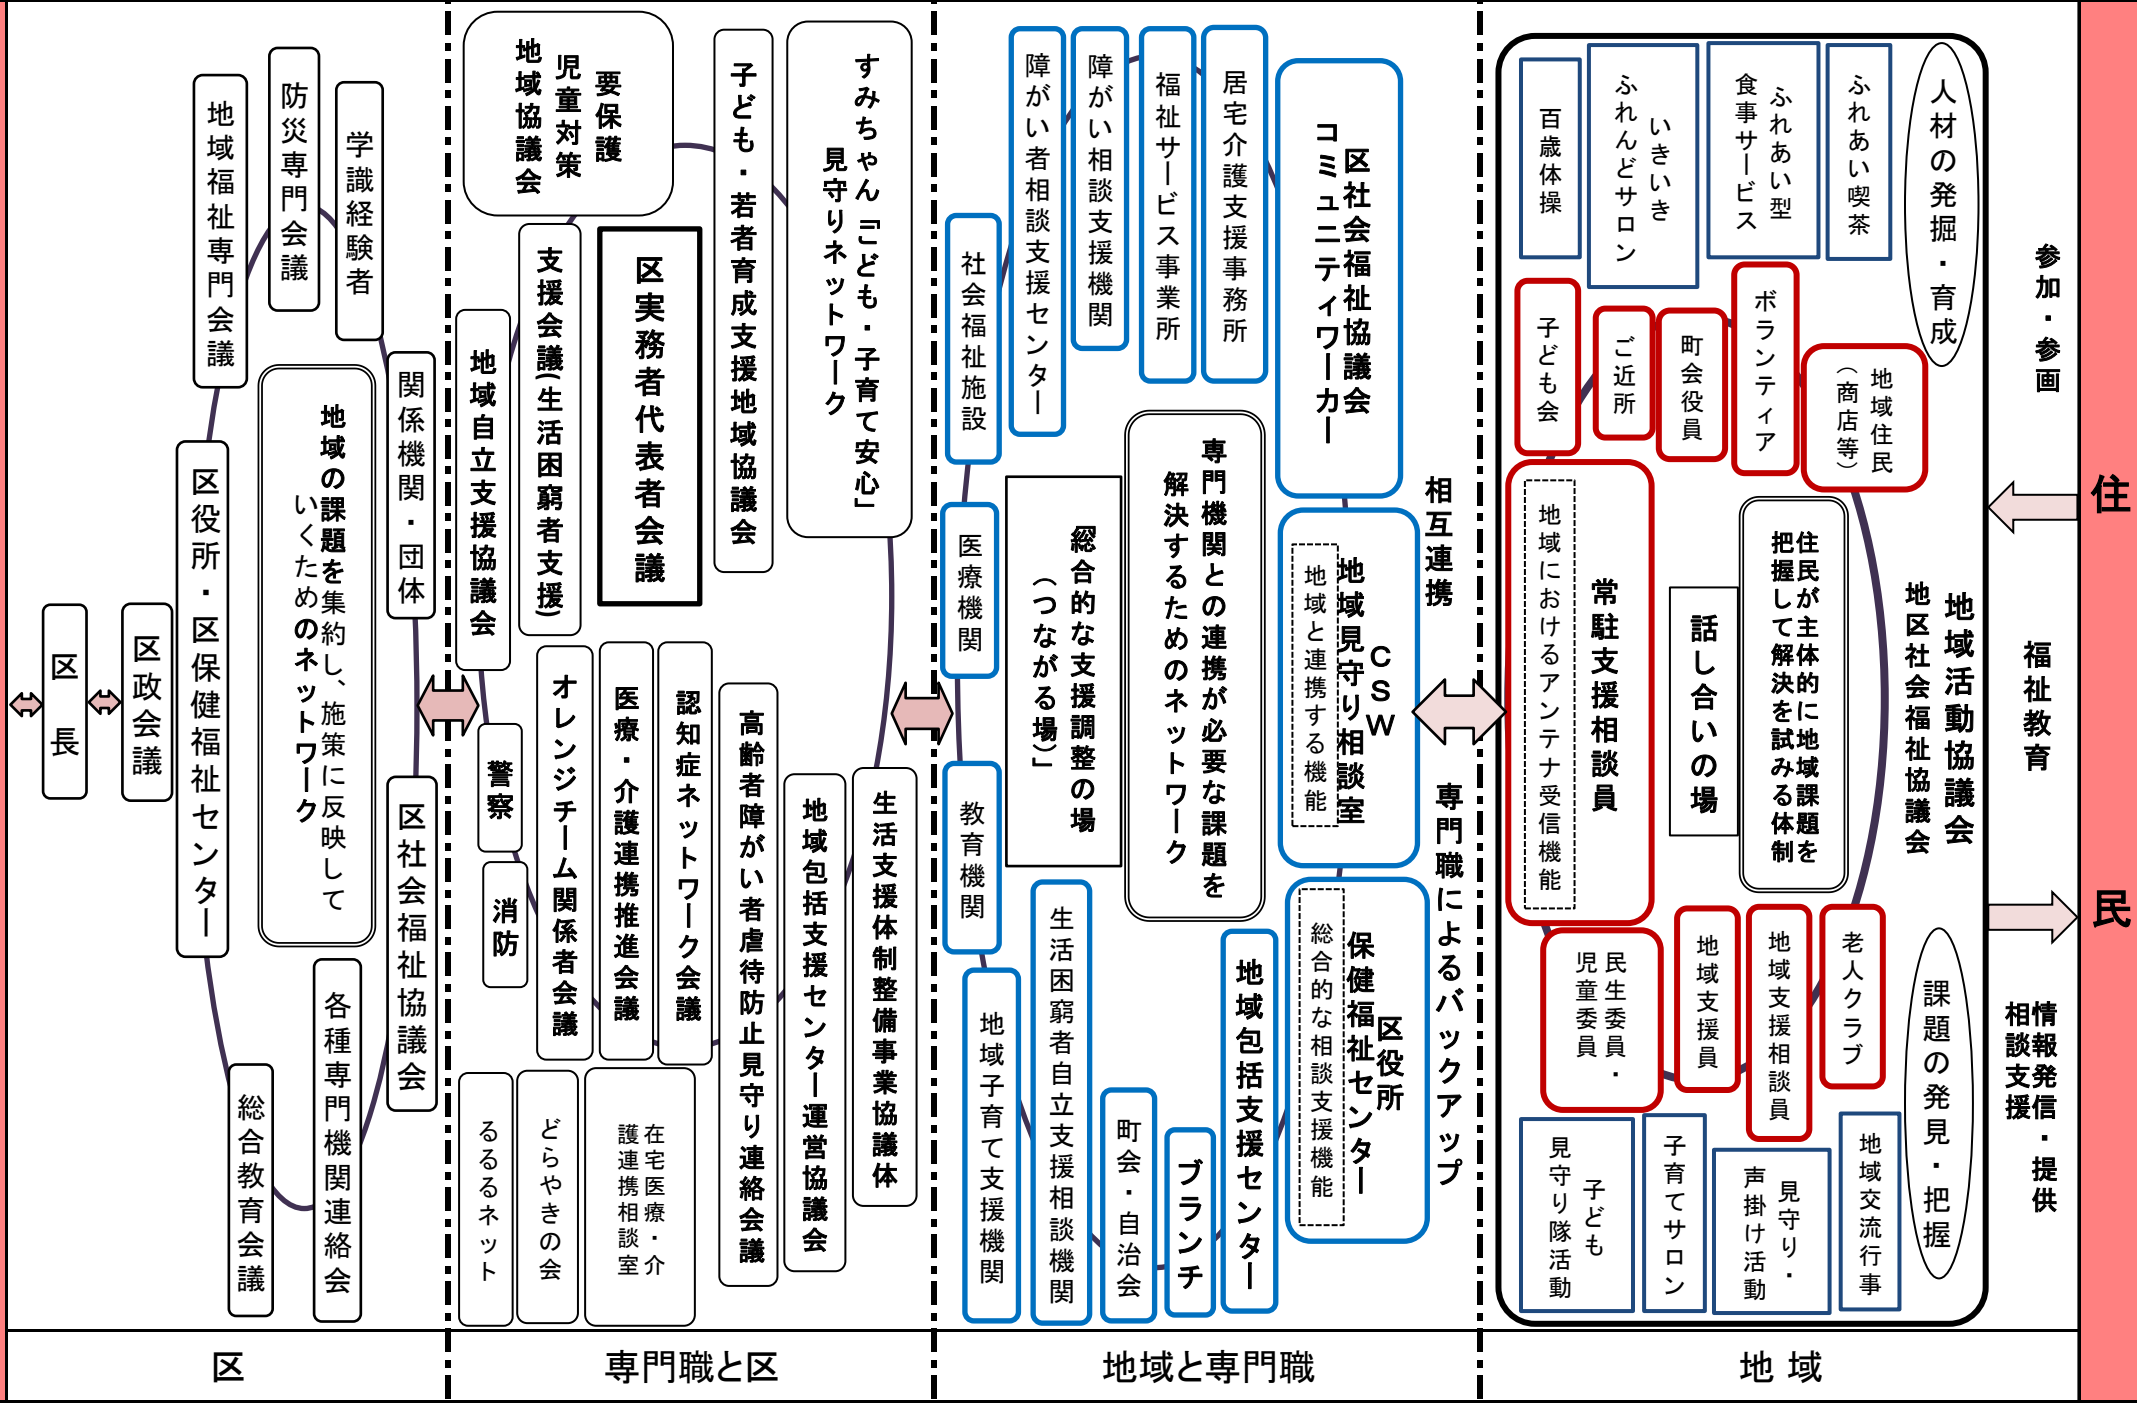 住民
参加・参画
福祉教育
情報発信・提供
相談支援
人材の発掘・育成
地域活動協議会
地区社会福祉協議会
課題の発見・把握
ふれあい喫茶
ふれあい型
食事サービス
いきいき
ふれんどサロン
百歳体操
地域住民
（商店等）
ボランティア
町会役員
ご近所
子ども会
住民が主体的に地域課題を
把握して解決を試みる体制
話し合いの場
常駐支援相談員
地域におけるアンテナ受信機能
老人クラブ
地域支援相談員
地域支援員
民生委員・
児童委員
地域交流行事
見守り・
声掛け活動
子育てサロン
子ども
見守り隊活動
地 域
相互連携
専門職によるバックアップ
区社会福祉協議会
コミュニティワーカー
CSW
地域見守り相談室
地域と連携する機能
区役所
保健福祉センター
総合的な相談支援機能
居宅介護支援事務所
福祉サービス事業所
障がい相談支援機関
障がい者相談支援センター
社会福祉施設
医療機関
教育機関
専門機関との連携が必要な課題を
解決するためのネットワーク
総合的な支援調整の場
（つながる場）」
地域包括支援センター
ブランチ
町会・自治会
生活困窮者自立支援相談機関
地域子育て支援機関
地域と専門職
すみちゃん「こども・子育て安心」
見守りネットワーク
子ども・若者育成支援地域協議会
要保護
児童対策
地域協議会
区実務者代表者会議
支援会議(生活困窮者支援)
地域自立支援協議会
生活支援体制整備事業協議体
地域包括支援センター運営協議会
高齢者障がい者虐待防止見守り連絡会議
認知症ネットワーク会議
医療・介護連携推進会議
オレンジチーム関係者会議
警察
消防
在宅医療・介
護連携相談室
どらやきの会
るるるネット
専門職と区
学識経験者
防災専門会議
地域福祉専門会議
関係機関・団体
地域の課題を集約し、施策に反映して
いくためのネットワーク
区役所・区保健福祉センター
区政会議
区長
区社会福祉協議会
各種専門機関連絡会
総合教育会議
区